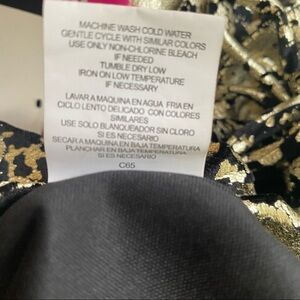 MACHINE WASH COLD WATER
GENTLE CYCLE WITH SIMILAR COLORS
USE ONLY NON-CHLORINE BLEACH
IF NEEDED
TUMBLE DRY LOW
IRON ON LOW TEMPERATURE
IF NECESSARY
LAVAR A MAQUINA EN AGUA FRIA EN
CICLO LENTO DELICADO CON COLORES
SIMILARES
USE SOLO BLANQUEADOR SIN CLORO
SI ES NECESARIO
SECAR A MAQUINA EN BAJA TEMPERATURA
PLANCHAR EN BAJA TEMPERATURA
SI ES NECESARIO
C65